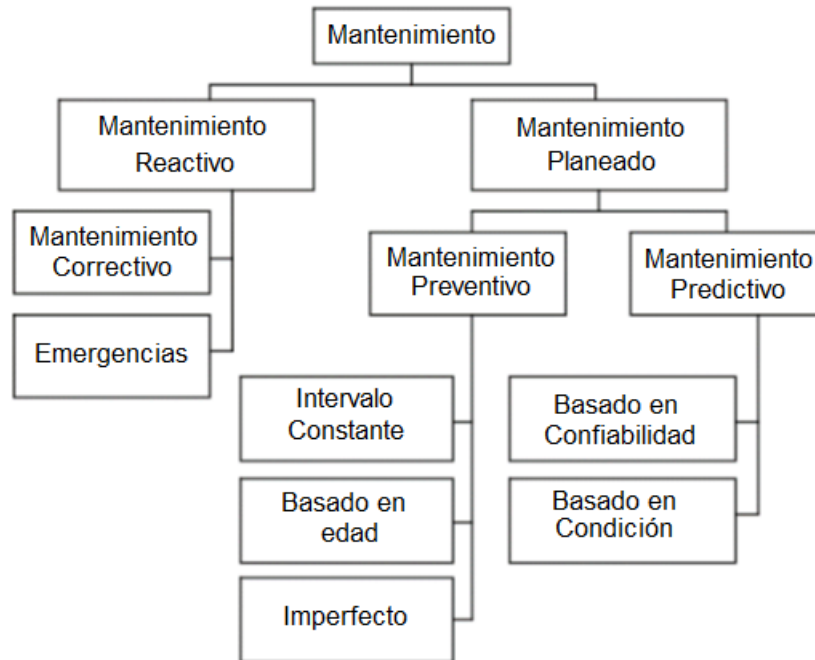 Mantenimiento
Mantenimiento
Reactivo
Mantenimiento
Planeado
Mantenimiento
Correctivo
Emergencias
Mantenimiento
Preventivo
Mantenimiento
Predictivo
Intervalo
Constante
Basado en
edad
Imperfecto
Basado en
Confiabilidad
Basado en
Condición